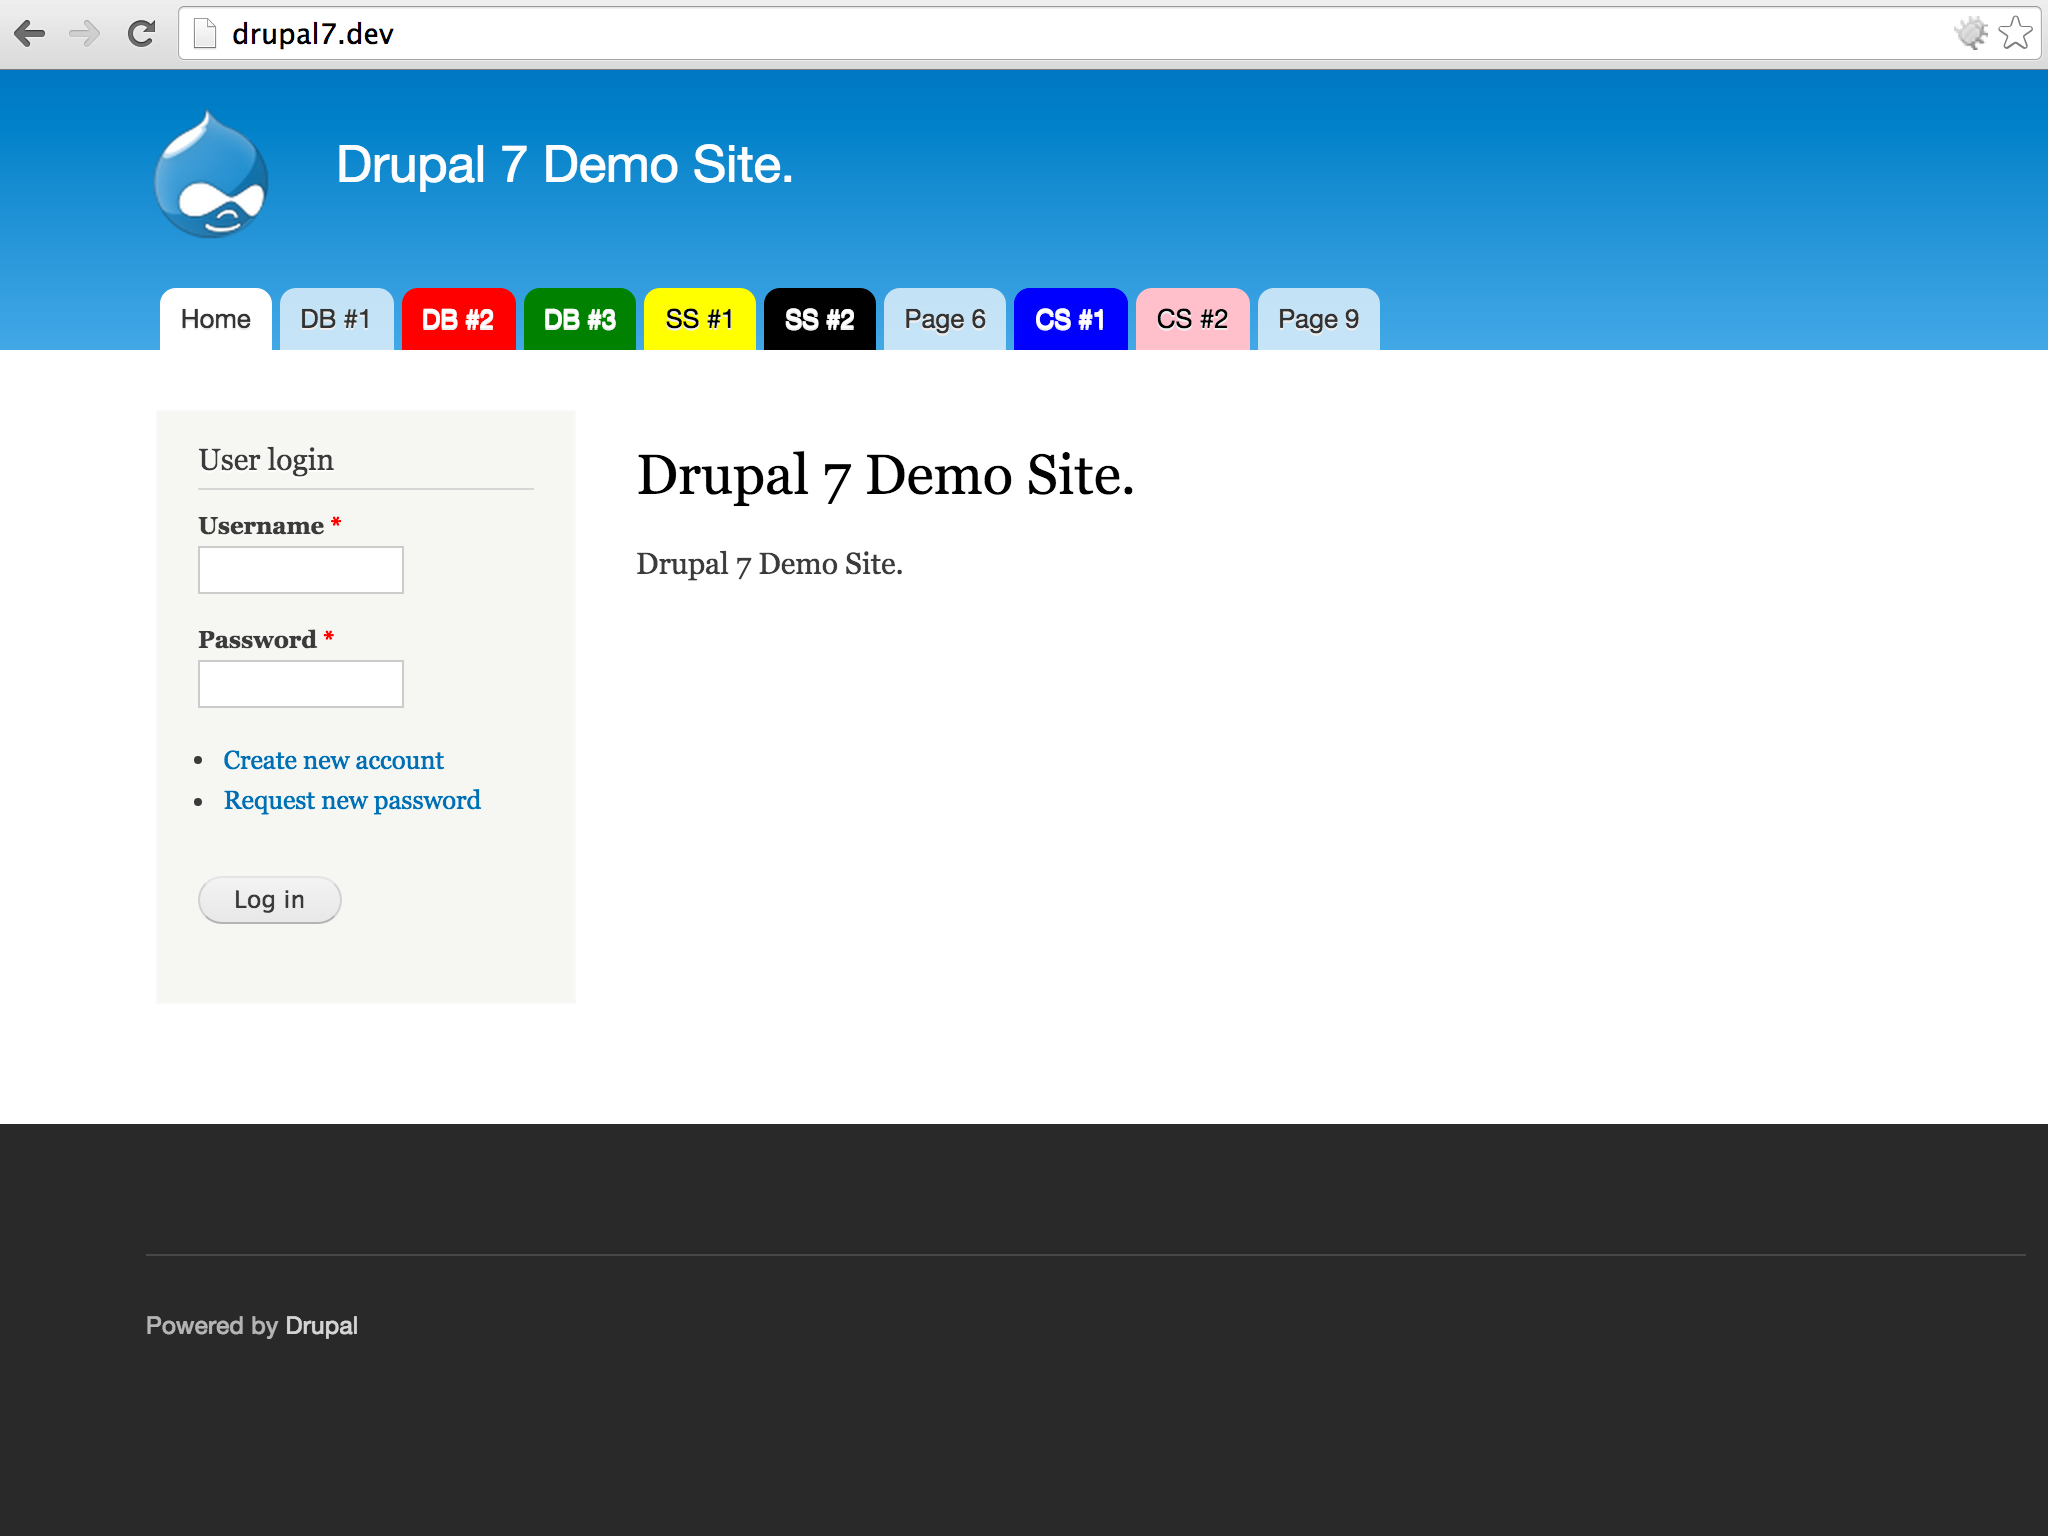 drupal7.dev
Drupal 7 Demo Site.
Home DB #1 DB #2 DB #3 SS #1 SS #2 Page 6 CS #1 CS #2 Page 9
User login
Username *
Password *
Create new account
Request new password
Log in
Drupal 7 Demo Site.
Drupal 7 Demo Site.
Powered by Drupal